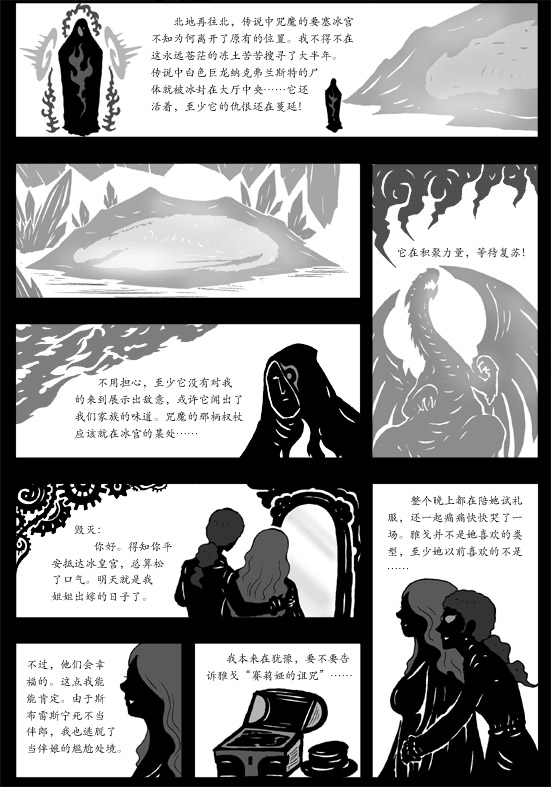 北地再往北，传说中咒魔的要塞冰宫
不知为何离开了原有的位置。我不得不在
这永远苍茫的冻土苦苦搜寻了大半年。
传说中白色巨龙纳克弗兰斯特的尸
体就被冰封在大厅中央……它还
活着，至少它的仇恨还在蔓延！
它在积聚力量，等待复苏！
不用担心，至少它没有对我
的来到展示出敌意，或许它闻出了
我们家族的味道。咒魔的那柄权杖
应该就在冰宫的某处……
毁灭：
你好。得知你平
安抵达冰皇宫，总算松
了口气。明天就是我
姐姐出嫁的日子了。
整个晚上都在陪她试礼
服，还一起痛痛快快哭了一
场。雅戈并不是她喜欢的类
型，至少她以前喜欢的不是
……
不过，他们会幸
福的。这点我能
能肯定。由于斯
布雷斯宁死不当
伴郎，我也逃脱了
当伴娘的尴尬处境。
我本来在犹豫，要不要告
诉雅戈“赛莉娅的诅咒”……